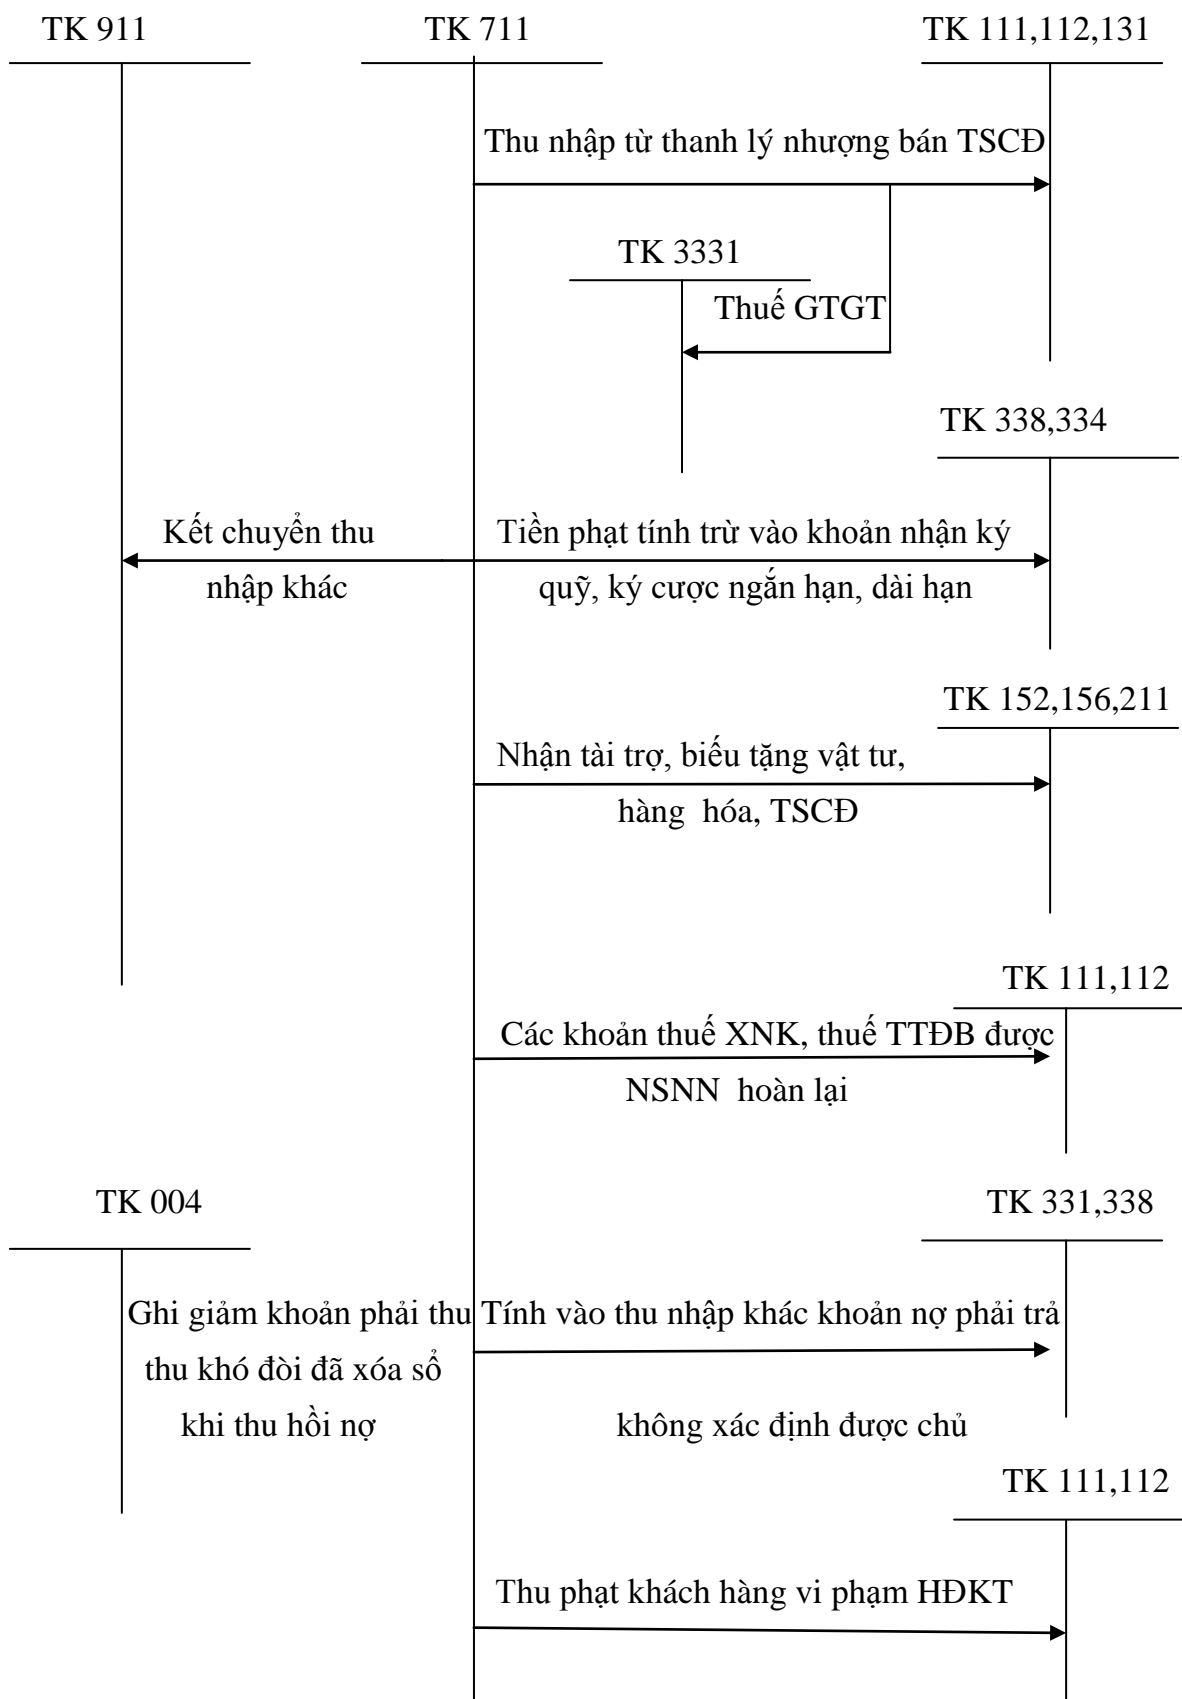 TK 911
TK 711
TK 111,112,131
Thu nhập từ thanh lý nhượng bán TSCĐ
TK 3331
Thuế GTGT
TK 338,334
Kết chuyển thu
nhập khác
Tiền phạt tính trừ vào khoản nhận ký
quỹ, ký cược ngắn hạn, dài hạn
TK 152,156,211
Nhận tài trợ, biếu tặng vật tư,
hàng hóa, TSCĐ
TK 111,112
Các khoản thuế XNK, thuế TTĐB được
NSNN hoàn lại
TK 004
TK 331,338
Ghi giảm khoản phải thu
thu khó đòi đã xóa sổ
khi thu hồi nợ
Tính vào thu nhập khác khoản nợ phải trả
không xác định được chủ
TK 111,112
Thu phạt khách hàng vi phạm HĐKT